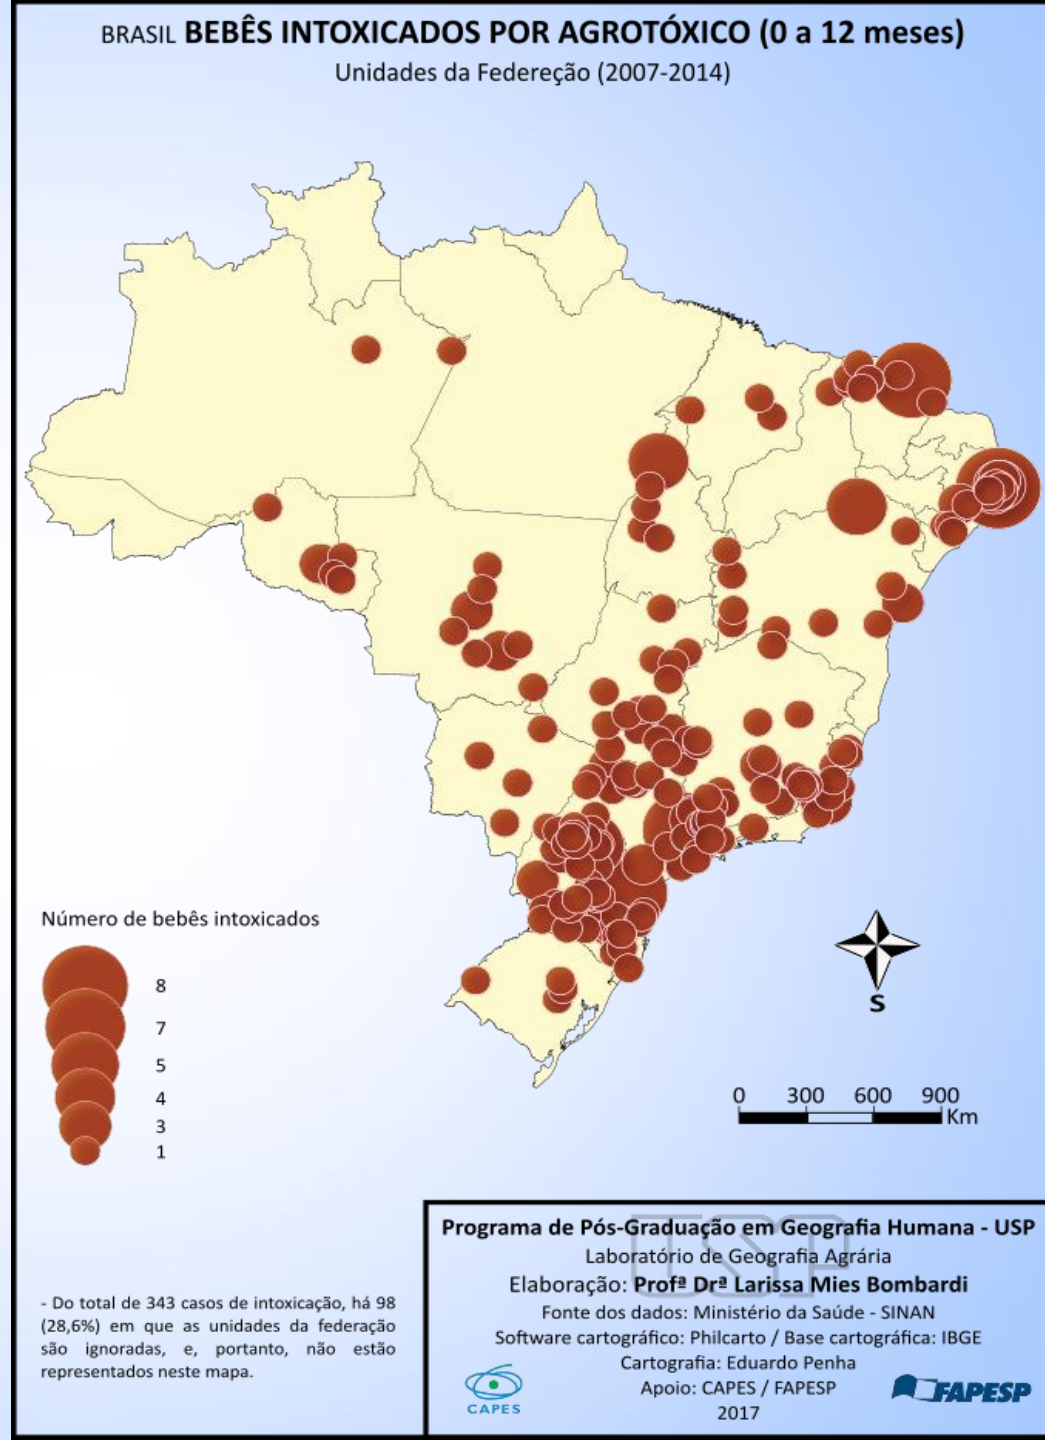 BRASIL BEBÊS INTOXICADOS POR AGROTÓXICO (0 a 12 meses)
Unidades da Federeção (2007-2014)
Número de bebês intoxicados
8
7
5
4
3
1
S
0 300 600 900
Km
- Do total de 343 casos de intoxicação, há 98
(28,6%) em que as unidades da federação
são ignoradas, e, portanto, não estão
representados neste mapa.
USP
Programa de Pós-Graduação em Geografia Humana - USP
Laboratório de Geografia Agrária
Elaboração: Profª Drª Larissa Mies Bombardi
Fonte dos dados: Ministério da Saúde - SINAN
Software cartográfico: Philcarto / Base cartográfica: IBGE
Cartografia: Eduardo Penha
Apoio: CAPES / FAPESP
2017
CAPES
FAPESP